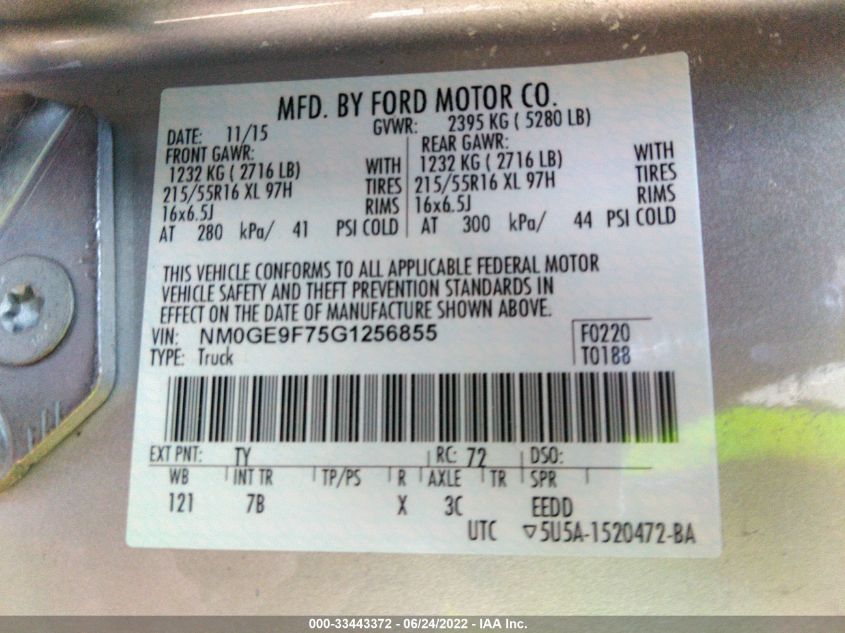 MFD. BY FORD MOTOR CO.
DATE: 11/15 GVWR: 2395 KG ( 5280 LB)
FRONT GAWR: REAR GAWR:
1232 KG ( 2716 LB) WITH 1232 KG ( 2716 LB) WITH
215/55R16 XL 97H TIRES 215/55R16 XL 97H TIRES
16x6.5J RIMS 16x6.5J RIMS
AT 280 kPa/ 41 PSI COLD AT 300 kPa/ 44 PSI COLD
THIS VEHICLE CONFORMS TO ALL APPLICABLE FEDERAL MOTOR
VEHICLE SAFETY AND THEFT PREVENTION STANDARDS IN
EFFECT ON THE DATE OF MANUFACTURE SHOWN ABOVE.
VIN: NM0GE9F75G1256855 F0220
TYPE: Truck T0188
EXT PNT: TY RC: 72 DSO:
WB INT TR TP/PS R AXLE TR SPR
121 7B X 3C EEDD
UTC ▽5U5A-1520472-BA
000-33443372 - 06/24/2022 - IAA Inc.